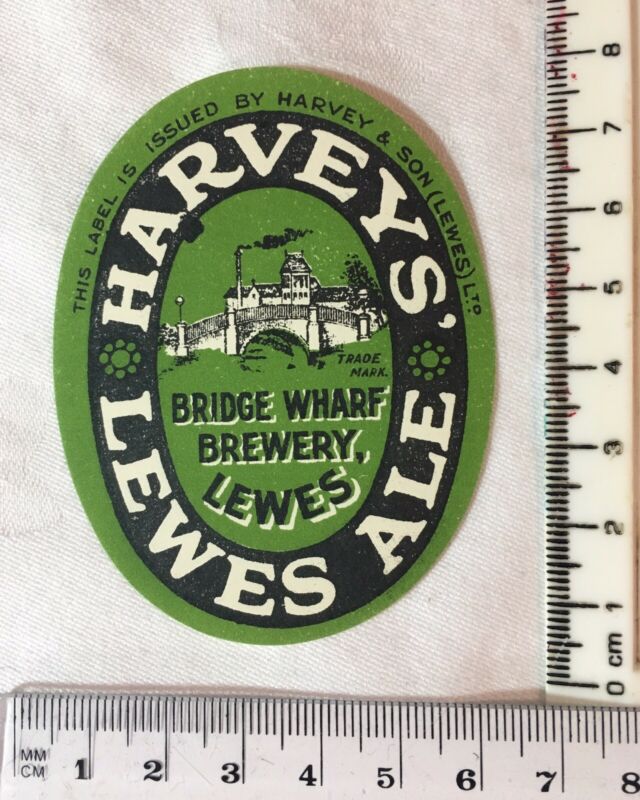 THIS LABEL IS ISSUED BY HARVEY & SON (LEWES) LTD
HARVEYS'
TRADE
MARK.
BRIDGE WHARF
BREWERY,
LEWES
LEWES ALE
8
7
6
5
4
3
2
1
0 cm
MM
CM
1 2 3 4 5 6 7 8